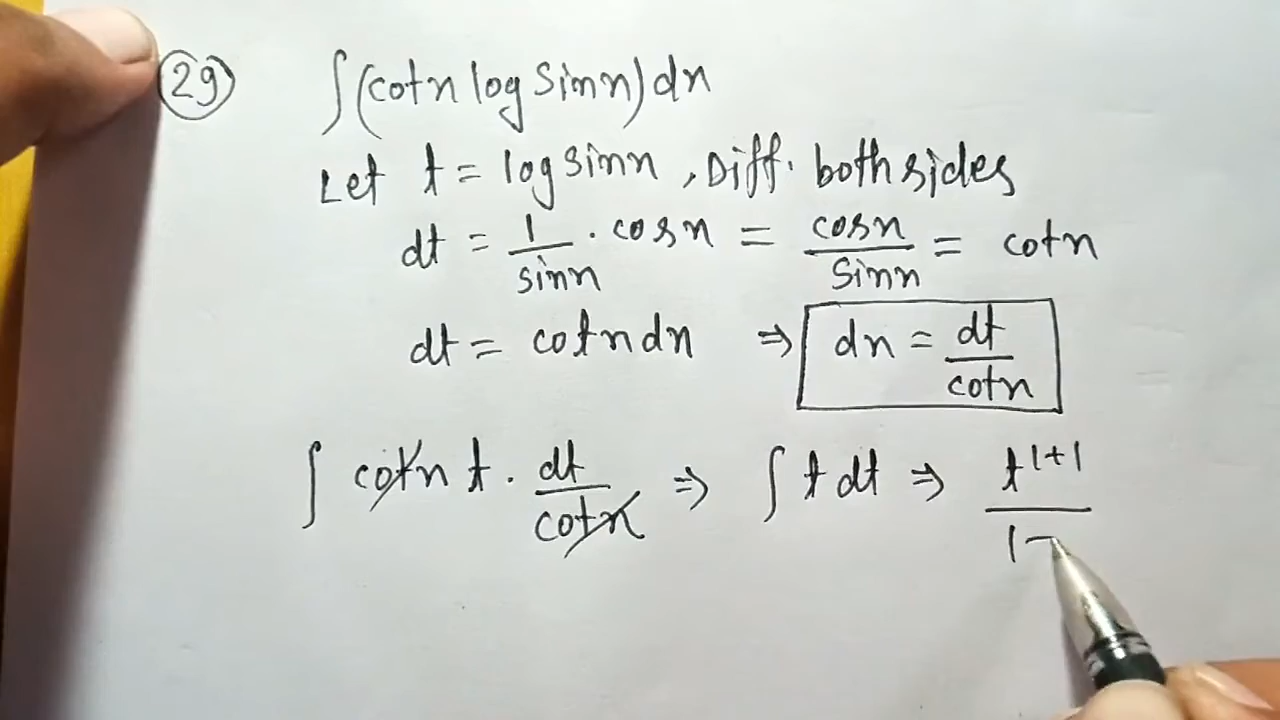 29 ∫(cotx log sinx) dx
Let t = log sinx , Diff. both sides
dt = 1/sinx · cosx = cosx/sinx = cotx
dt = cotx dx ⇒ dx = dt/cotx
∫ cotx t · dt/cotx ⇒ ∫ t dt ⇒ t^(1+1)/1